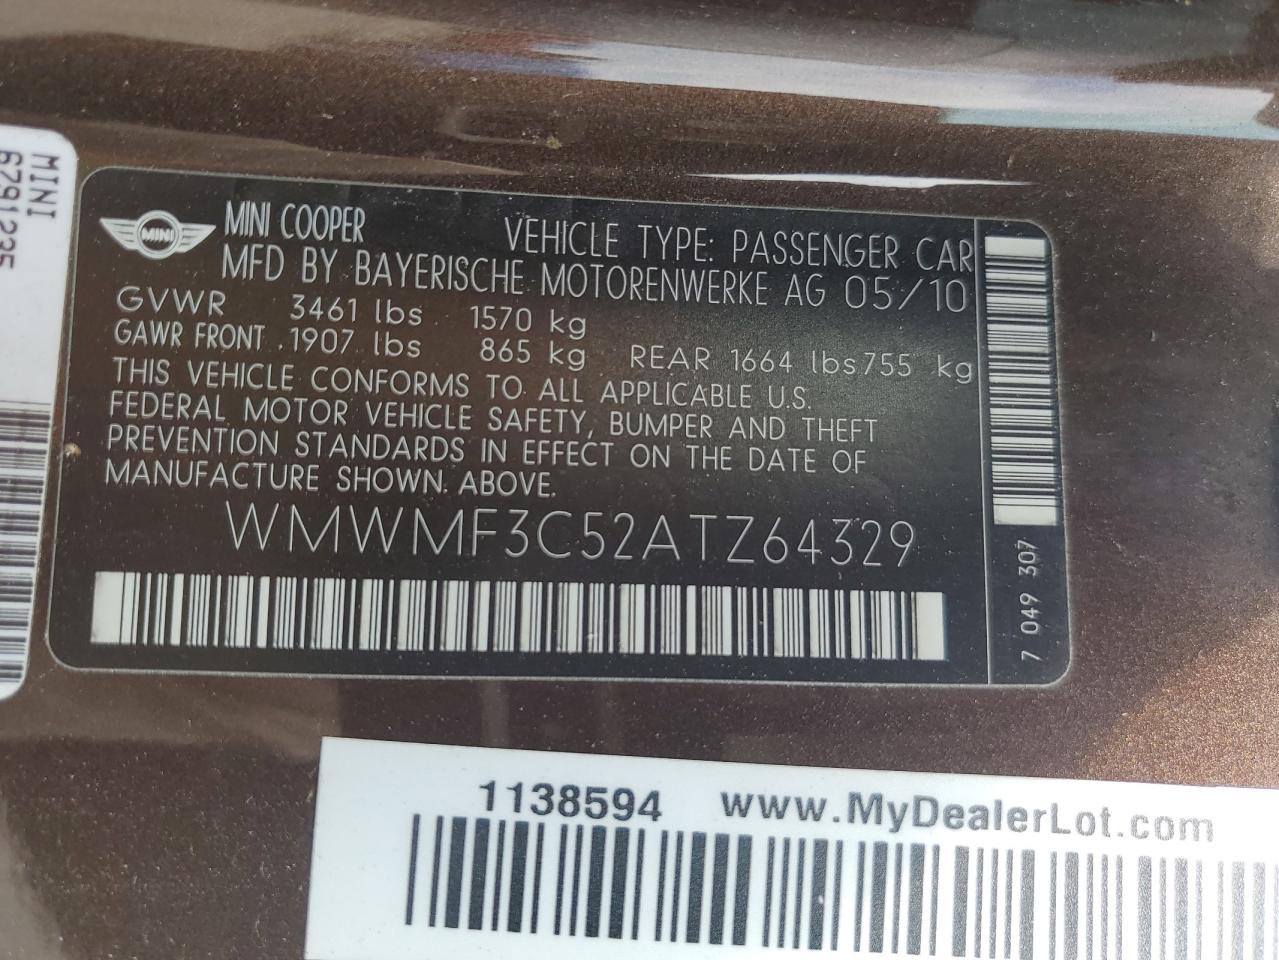 MINI
6791235
MINI
MINI COOPER VEHICLE TYPE: PASSENGER CAR
MFD BY BAYERISCHE MOTORENWERKE AG 05/10
GVWR 3461 lbs 1570 kg
GAWR FRONT 1907 lbs 865 kg REAR 1664 lbs 755 kg
THIS VEHICLE CONFORMS TO ALL APPLICABLE U.S.
FEDERAL MOTOR VEHICLE SAFETY, BUMPER AND THEFT
PREVENTION STANDARDS IN EFFECT ON THE DATE OF
MANUFACTURE SHOWN ABOVE.
WMWMF3C52ATZ64329
7 049 307
1138594 www.MyDealerLot.com